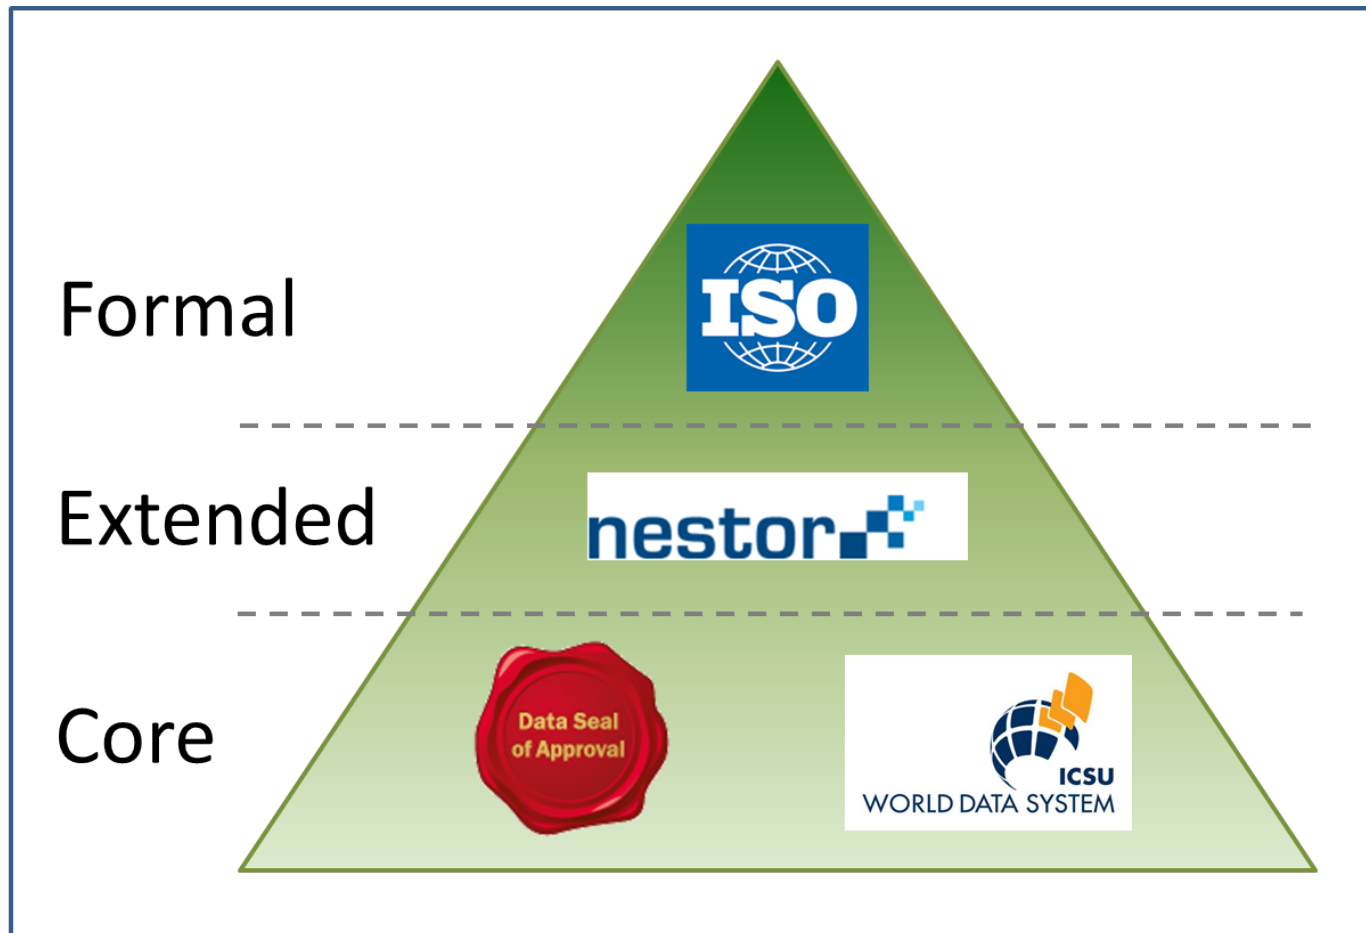 Formal
ISO
Extended
nestor
Core
Data Seal
of Approval
ICSU
WORLD DATA SYSTEM